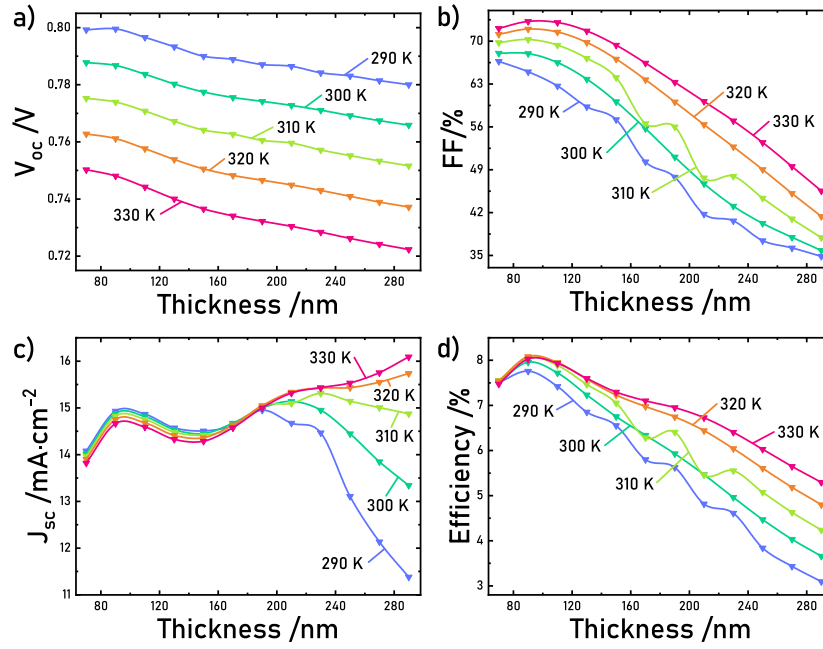 a)
V_oc /V
0,80
0,78
0,76
0,74
0,72
290 K
300 K
310 K
320 K
330 K
80 120 160 200 240 280
Thickness /nm
b)
FF/%
70
63
56
49
42
35
290 K
300 K
310 K
320 K
330 K
80 120 160 200 240 280
Thickness /nm
c)
J_sc /mA·cm⁻²
16
15
14
13
12
11
330 K
320 K
310 K
300 K
290 K
80 120 160 200 240 280
Thickness /nm
d)
Efficiency /%
8
7
6
5
4
3
290 K
300 K
310 K
320 K
330 K
80 120 160 200 240 280
Thickness /nm